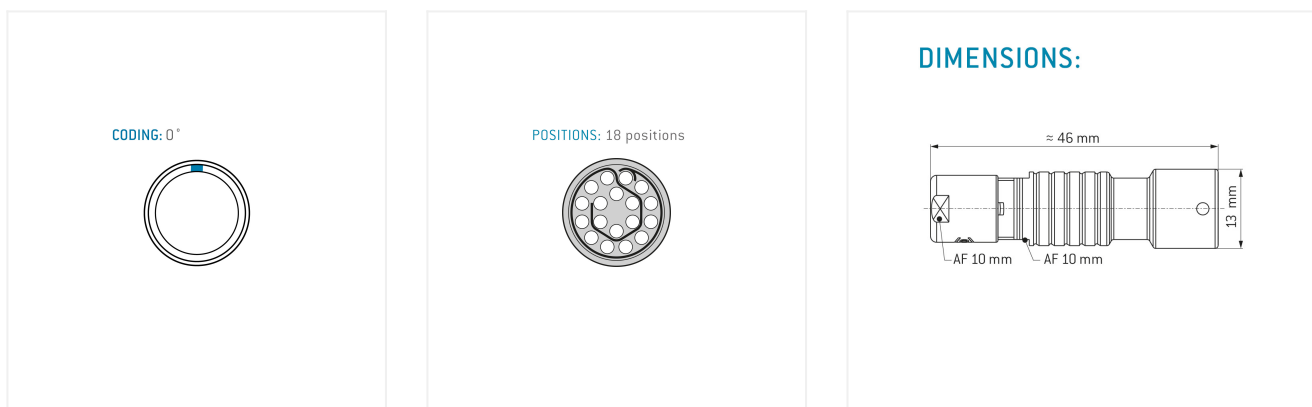 CODING: 0°
POSITIONS: 18 positions
DIMENSIONS:
≈ 46 mm
13 mm
AF 10 mm
AF 10 mm